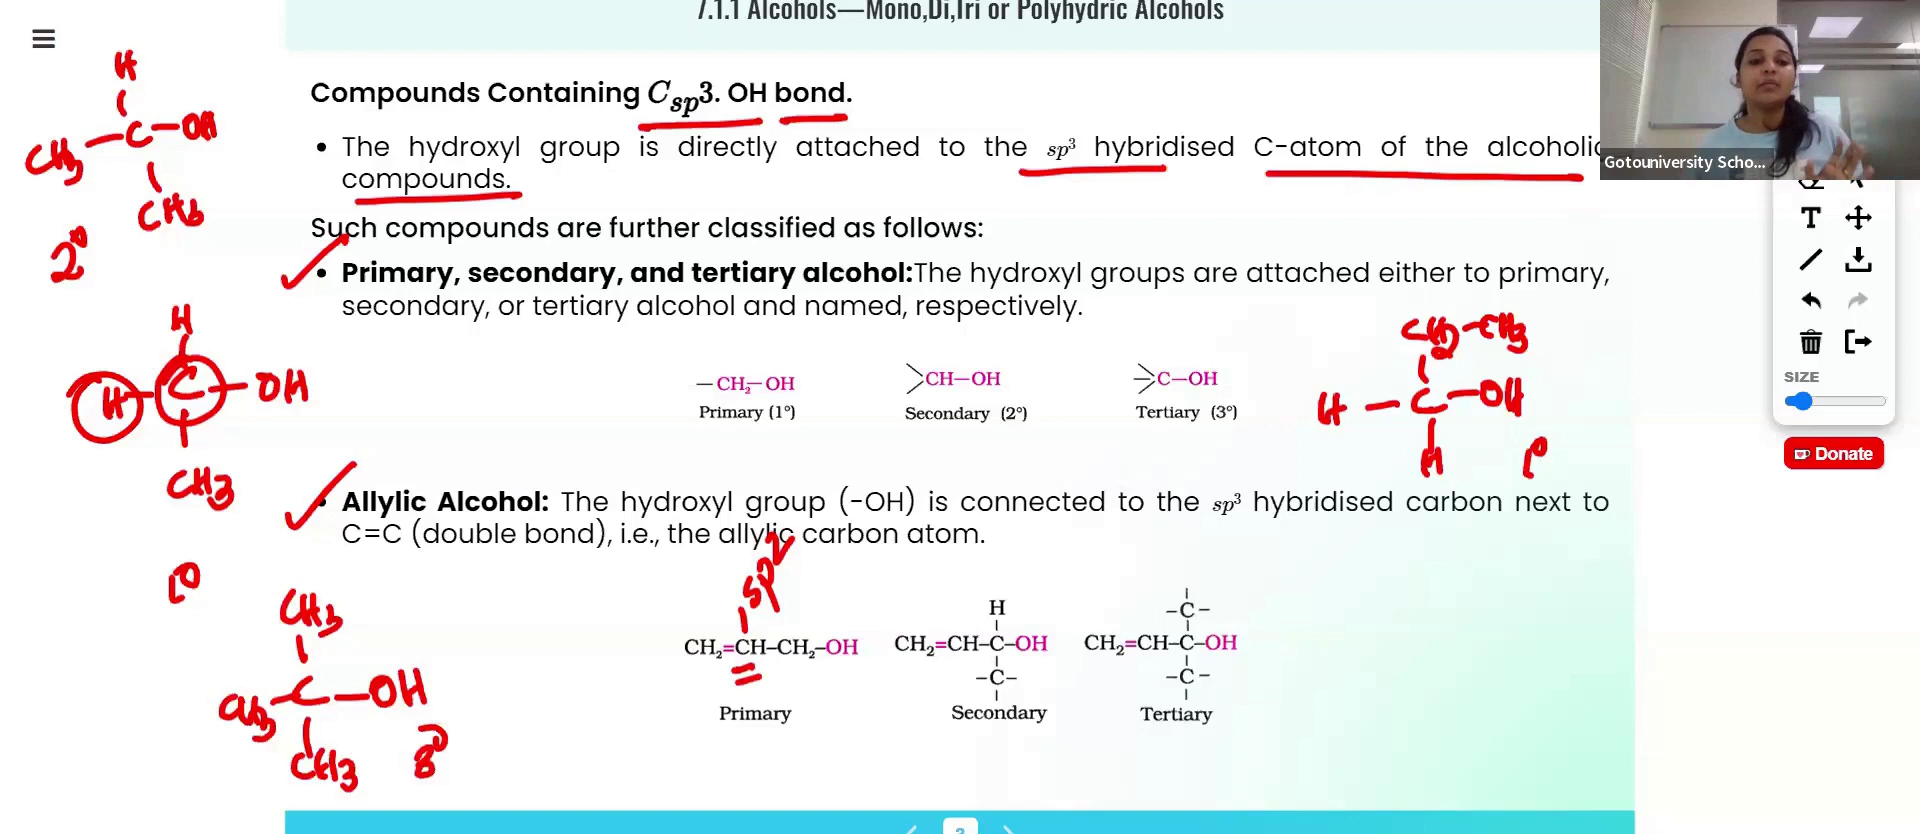 7.1.1 Alcohols—Mono,Di,Tri or Polyhydric Alcohols
Compounds Containing Csp3. OH bond.
• The hydroxyl group is directly attached to the sp³ hybridised C-atom of the alcoholic
compounds.
Such compounds are further classified as follows:
• Primary, secondary, and tertiary alcohol:The hydroxyl groups are attached either to primary,
secondary, or tertiary alcohol and named, respectively.
—CH₂—OH
Primary (1°)
CH—OH
Secondary (2°)
C—OH
Tertiary (3°)
• Allylic Alcohol: The hydroxyl group (-OH) is connected to the sp³ hybridised carbon next to
C=C (double bond), i.e., the allylic carbon atom.
sp²
CH₂=CH–CH₂–OH
Primary
H
CH₂=CH–C–OH
–C–
Secondary
–C–
CH₂=CH–C–OH
–C–
Tertiary
H
CH₃–C–OH
CH₃
2°
H
H–C–OH
CH₃
1°
CH₃
CH₃–C–OH
CH₃
3°
CH₂–CH₃
H–C–OH
H
1°
Gotouniversity Scho...
T
SIZE
Donate
3